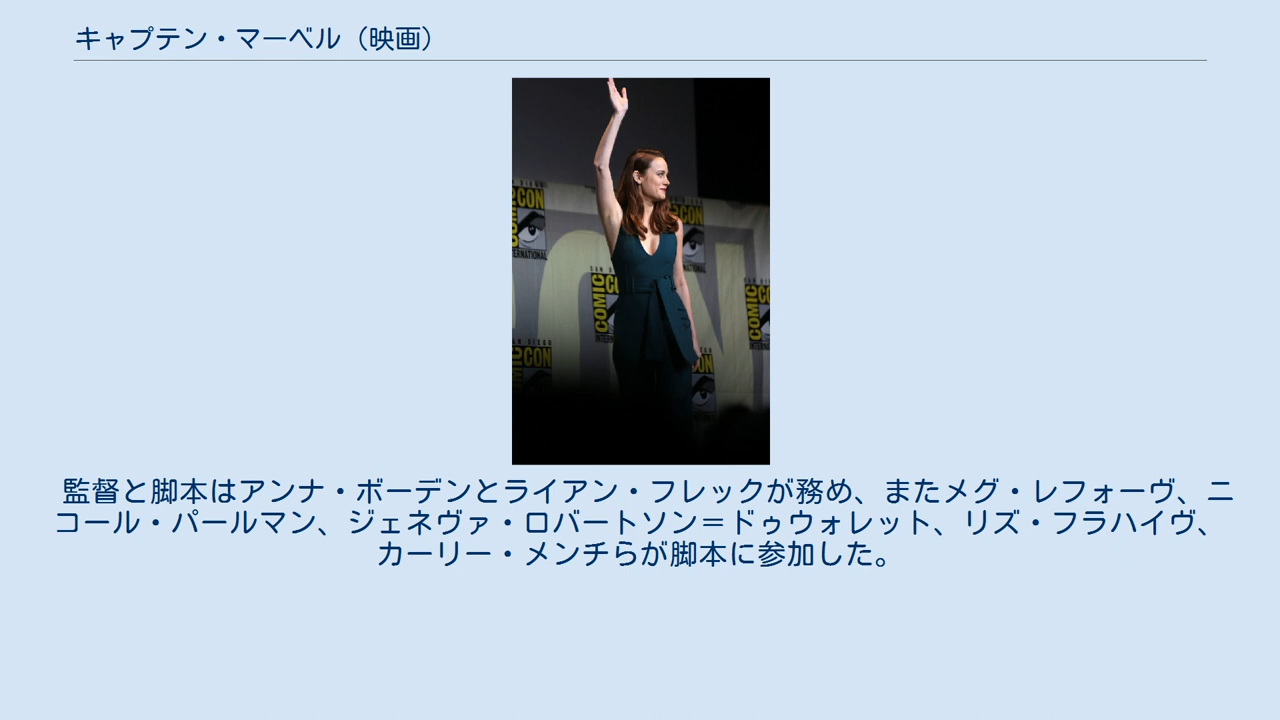 キャプテン・マーベル（映画）
SAN DIEGO
COMIC CON
INTERNATIONAL
監督と脚本はアンナ・ボーデンとライアン・フレックが務め、またメグ・レフォーヴ、ニ
コール・パールマン、ジェネヴァ・ロバートソン＝ドゥウォレット、リズ・フラハイヴ、
カーリー・メンチらが脚本に参加した。